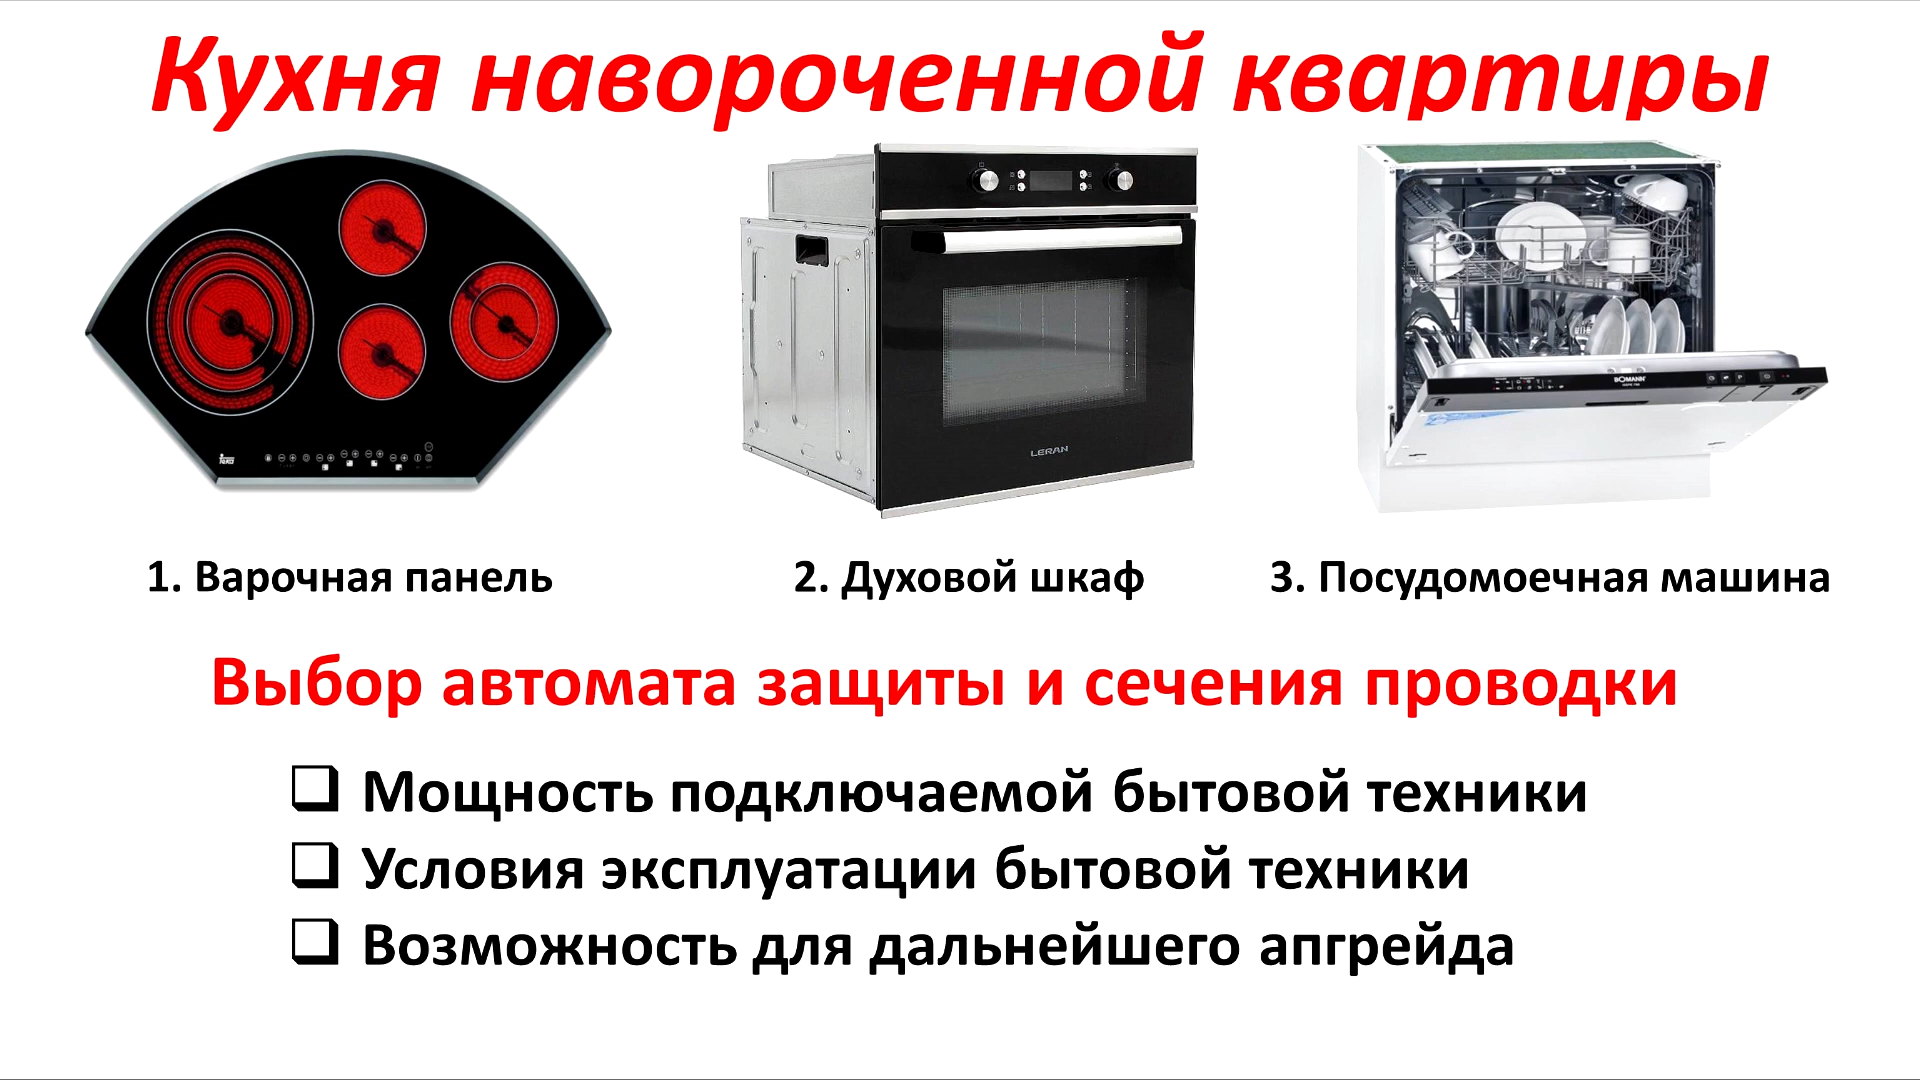 Кухня навороченной квартиры
TEKA
LERAN
BOMANN
1. Варочная панель
2. Духовой шкаф
3. Посудомоечная машина
Выбор автомата защиты и сечения проводки
Мощность подключаемой бытовой техники
Условия эксплуатации бытовой техники
Возможность для дальнейшего апгрейда